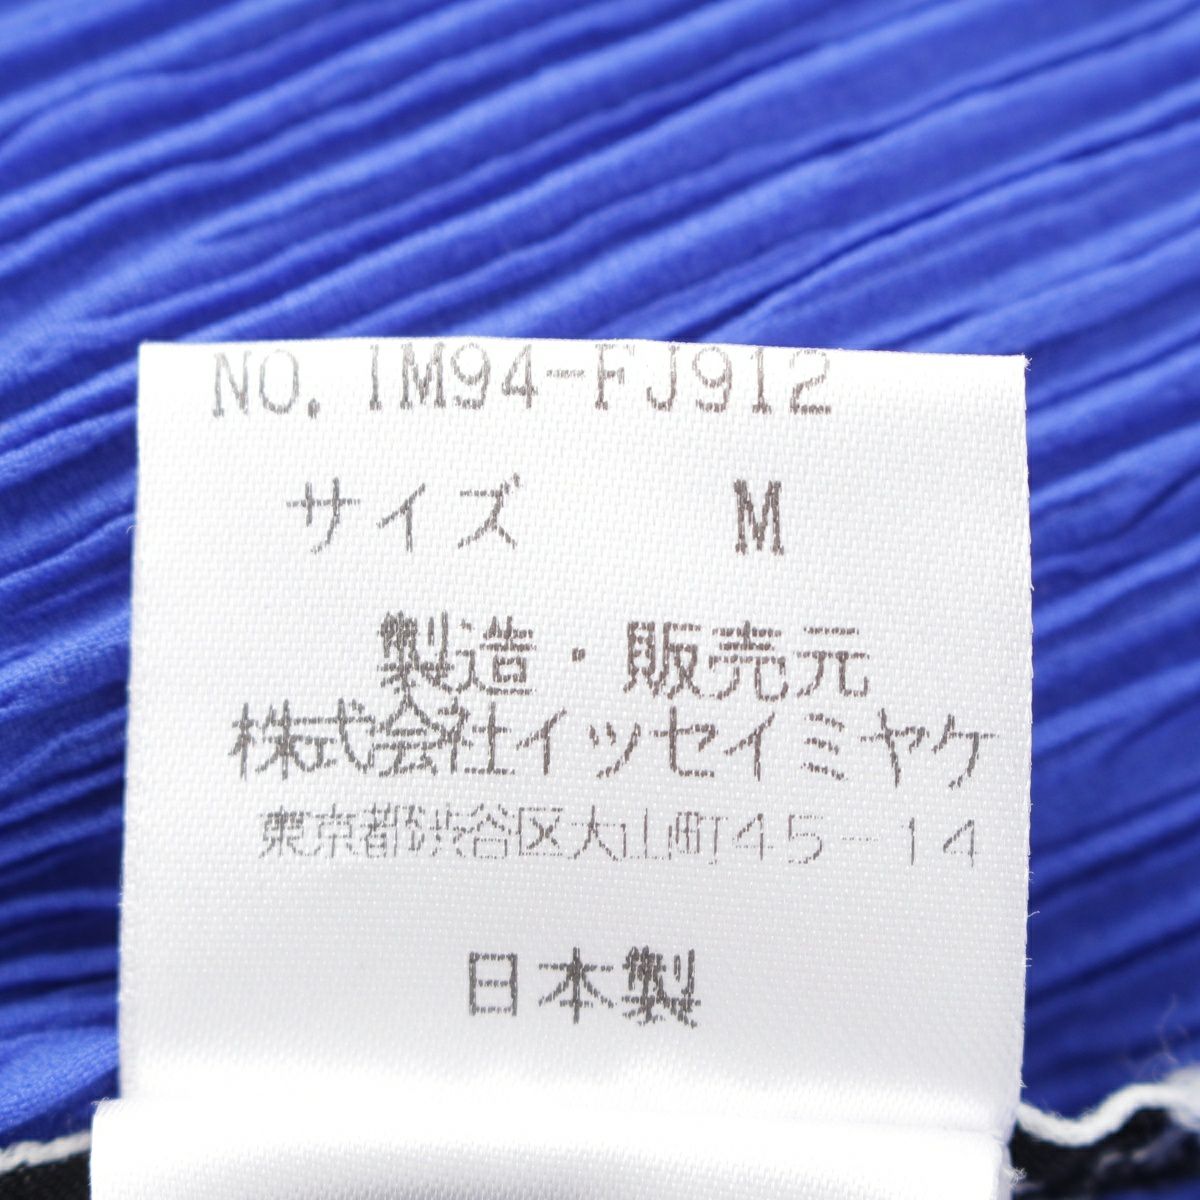 NO. IM94-FJ912
サイズ M
製造・販売元
株式会社イッセイミヤケ
東京都渋谷区大山町45-14
日本製